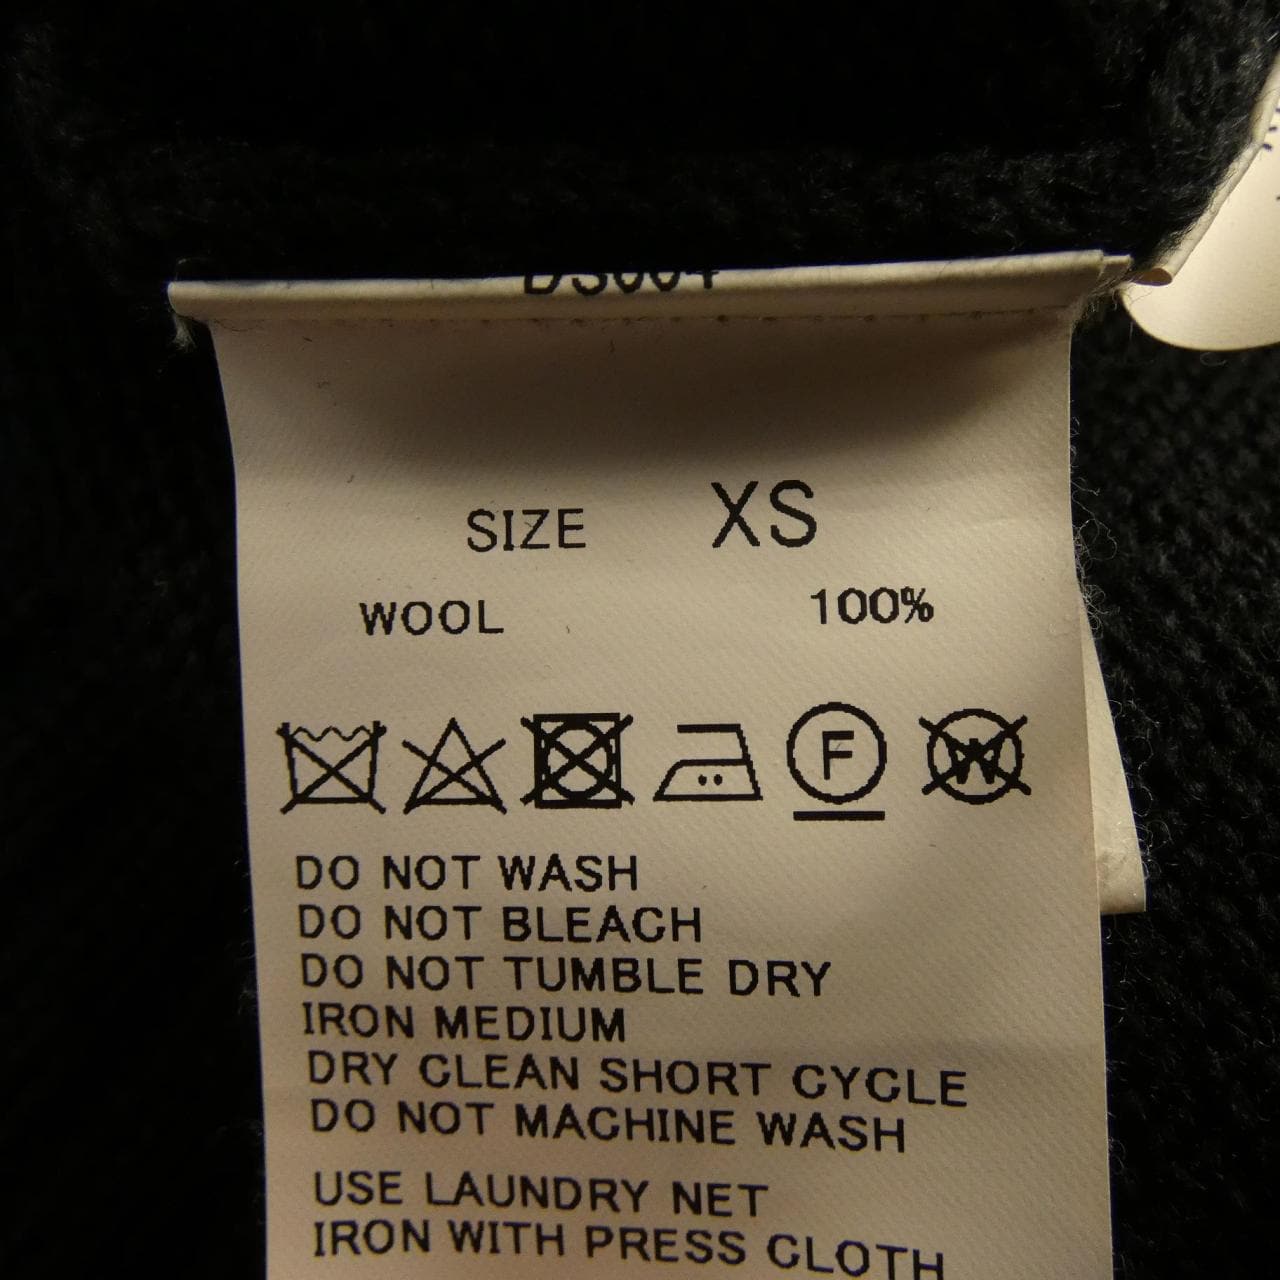 SIZE XS
WOOL 100%
F W
DO NOT WASH
DO NOT BLEACH
DO NOT TUMBLE DRY
IRON MEDIUM
DRY CLEAN SHORT CYCLE
DO NOT MACHINE WASH
USE LAUNDRY NET
IRON WITH PRESS CLOTH